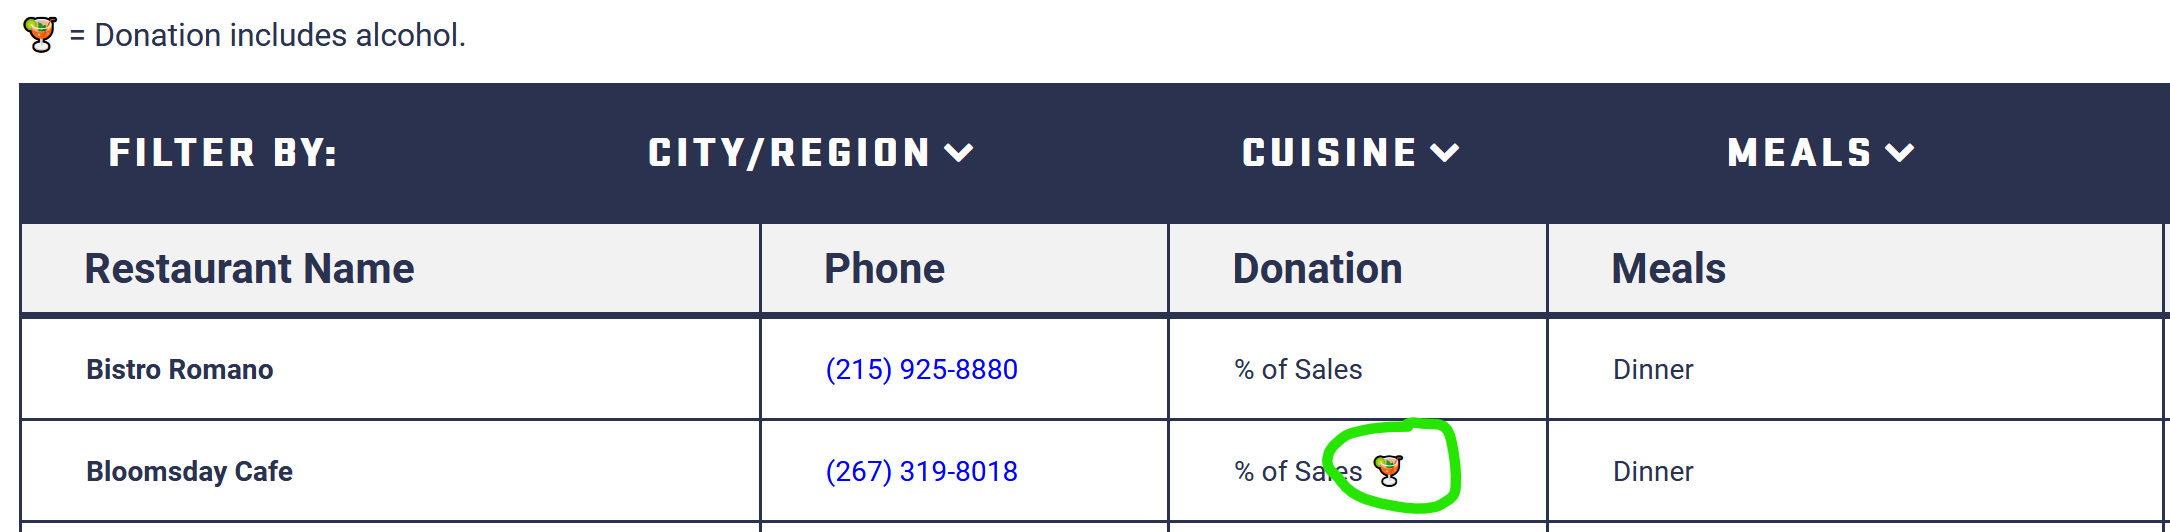 = Donation includes alcohol.
FILTER BY: CITY/REGION CUISINE MEALS
Restaurant Name Phone Donation Meals
Bistro Romano (215) 925-8880 % of Sales Dinner
Bloomsday Cafe (267) 319-8018 % of Sales Dinner